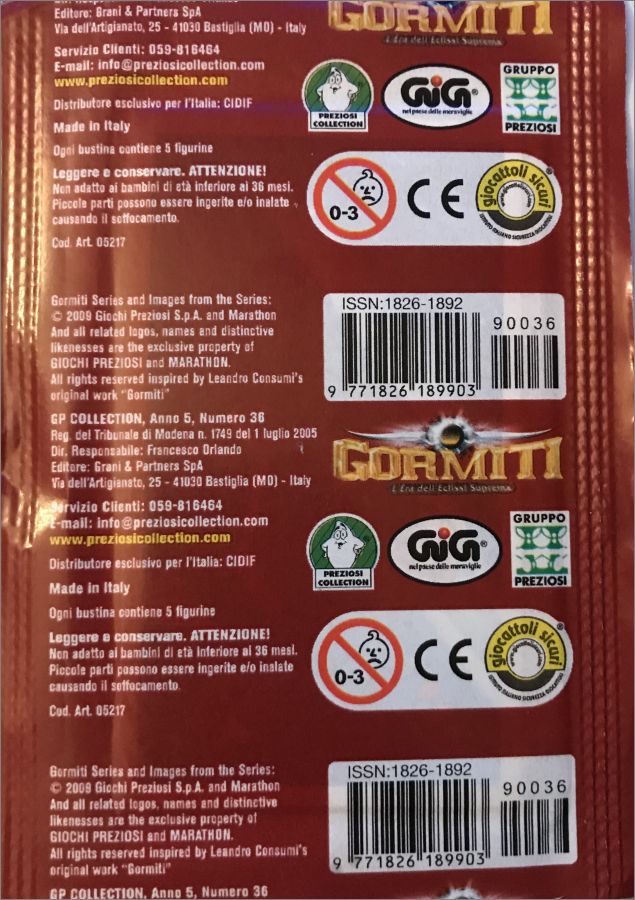 Editore: Grani & Partners SpA
Via dell'Artigianato, 25 - 41030 Bastiglia (MO) - Italy
GORMITI
L'Era dell'Eclissi Suprema
Servizio Clienti: 059-816464
E-mail: info@preziosicollection.com
www.preziosicollection.com
Distributore esclusivo per l'Italia: CIDIF
PREZIOSI
COLLECTION
GiG®
nel paese delle meraviglie
GRUPPO
PREZIOSI
Made in Italy
Ogni bustina contiene 5 figurine
Leggere e conservare. ATTENZIONE!
Non adatto ai bambini di età inferiore ai 36 mesi.
Piccole parti possono essere ingerite e/o inalate
causando il soffocamento.
Cod. Art. 05217
0-3
CE
giocattoli sicuri
ISTITUTO ITALIANO SICUREZZA GIOCATTOLI
Gormiti Series and Images from the Series:
© 2009 Giochi Preziosi S.p.A. and Marathon
And all related logos, names and distinctive
likenesses are the exclusive property of
GIOCHI PREZIOSI and MARATHON.
All rights reserved inspired by Leandro Consumi's
original work "Gormiti"
ISSN:1826-1892
90036
9 771826 189903
GP COLLECTION, Anno 5, Numero 36
Reg. del Tribunale di Modena n. 1749 del 1 luglio 2005
Dir. Responsabile: Francesco Orlando
Editore: Grani & Partners SpA
Via dell'Artigianato, 25 - 41030 Bastiglia (MO) - Italy
GORMITI
L'Era dell'Eclissi Suprema
Servizio Clienti: 059-816464
E-mail: info@preziosicollection.com
www.preziosicollection.com
Distributore esclusivo per l'Italia: CIDIF
PREZIOSI
COLLECTION
GiG®
nel paese delle meraviglie
GRUPPO
PREZIOSI
Made in Italy
Ogni bustina contiene 5 figurine
Leggere e conservare. ATTENZIONE!
Non adatto ai bambini di età inferiore ai 36 mesi.
Piccole parti possono essere ingerite e/o inalate
causando il soffocamento.
Cod. Art. 05217
0-3
CE
giocattoli sicuri
ISTITUTO ITALIANO SICUREZZA GIOCATTOLI
Gormiti Series and Images from the Series:
© 2009 Giochi Preziosi S.p.A. and Marathon
And all related logos, names and distinctive
likenesses are the exclusive property of
GIOCHI PREZIOSI and MARATHON.
All rights reserved inspired by Leandro Consumi's
original work "Gormiti"
ISSN:1826-1892
90036
9 771826 189903
GP COLLECTION, Anno 5, Numero 36